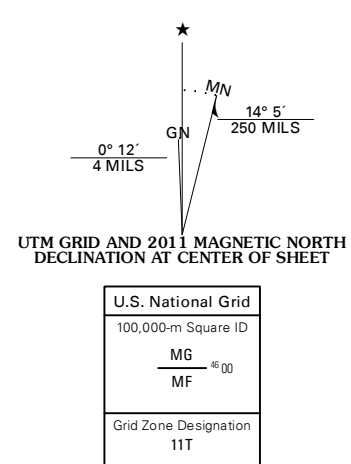 ★
MN
GN
14° 5´
250 MILS
0° 12´
4 MILS
UTM GRID AND 2011 MAGNETIC NORTH
DECLINATION AT CENTER OF SHEET
U.S. National Grid
100,000-m Square ID
MG
46 00
MF
Grid Zone Designation
11T